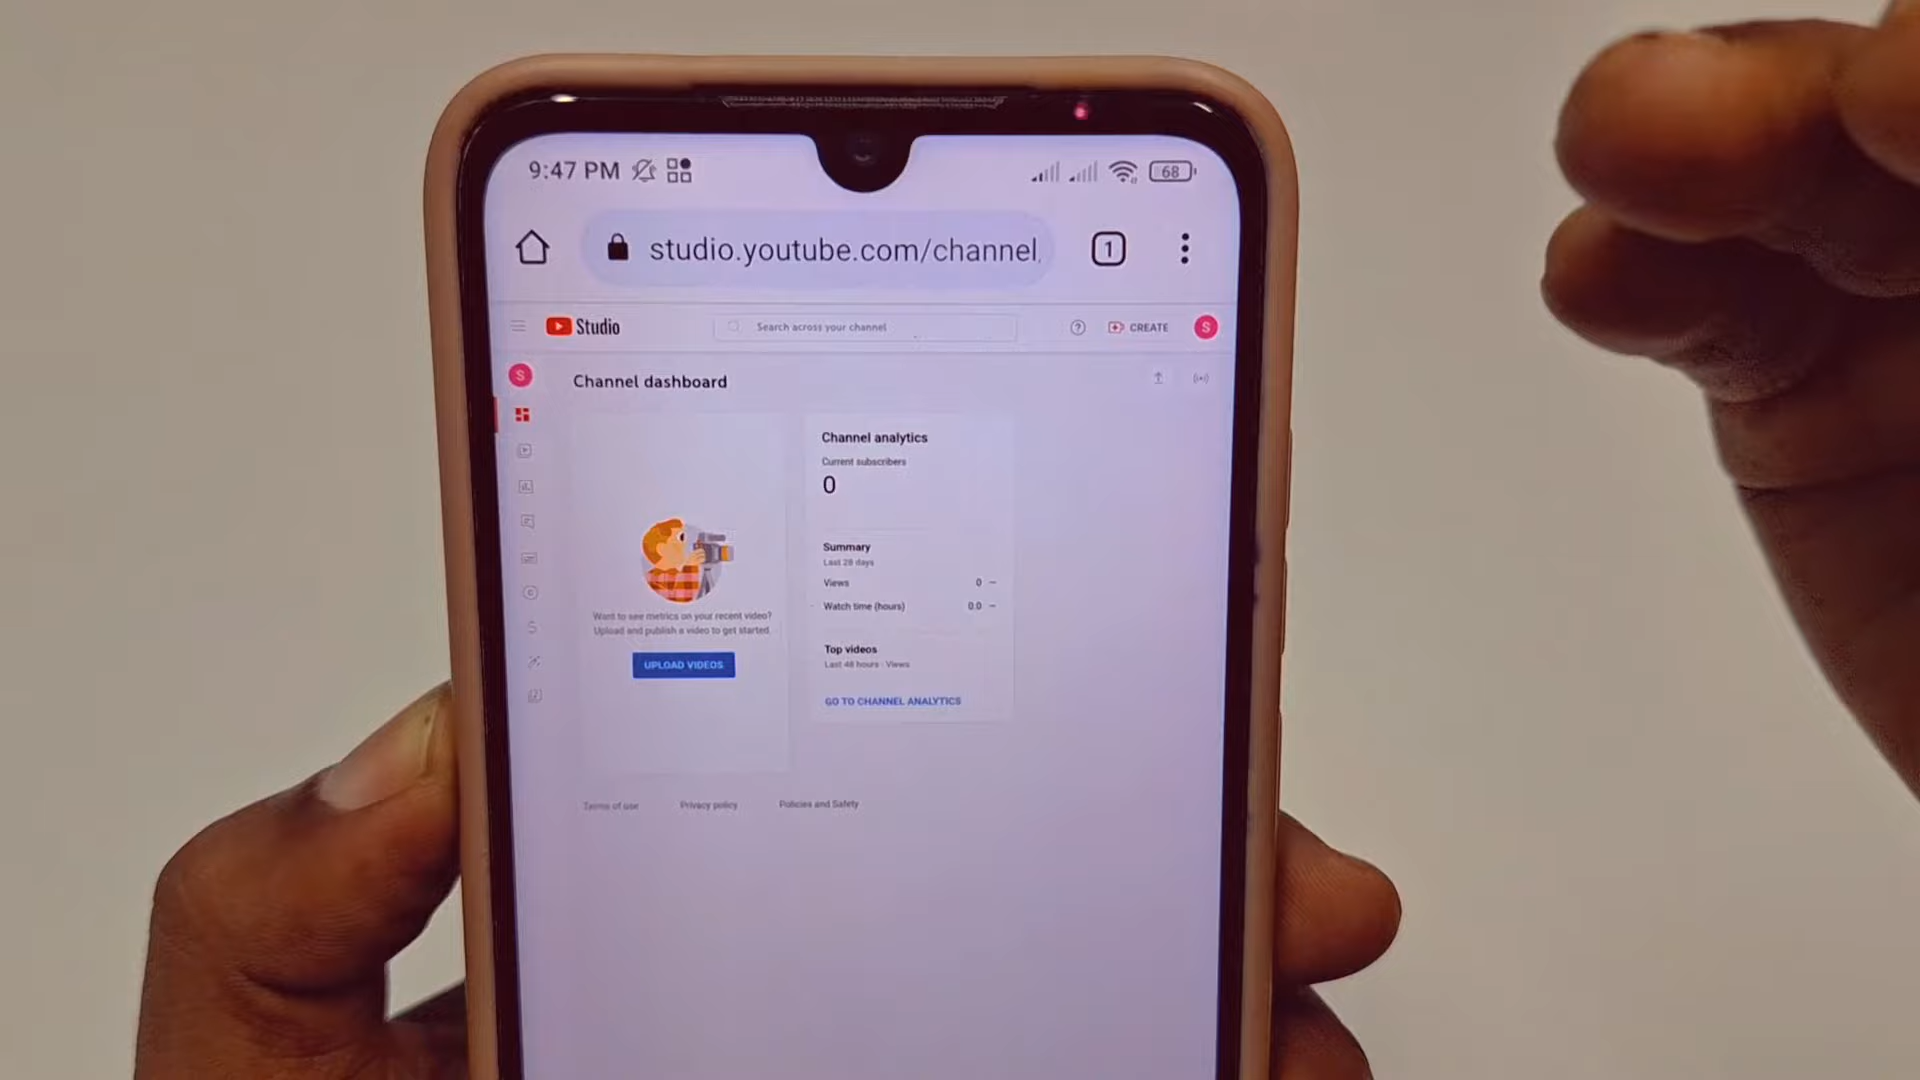 9:47 PM 68
studio.youtube.com/channel
1
Studio
Search across your channel
? CREATE S
S
Channel dashboard
Channel analytics
Current subscribers
0
Summary
Last 28 days
Views 0 –
Watch time (hours) 0.0 –
Want to see metrics on your recent video?
Upload and publish a video to get started.
UPLOAD VIDEOS
Top videos
Last 48 hours · Views
GO TO CHANNEL ANALYTICS
Terms of use Privacy policy Policies and Safety